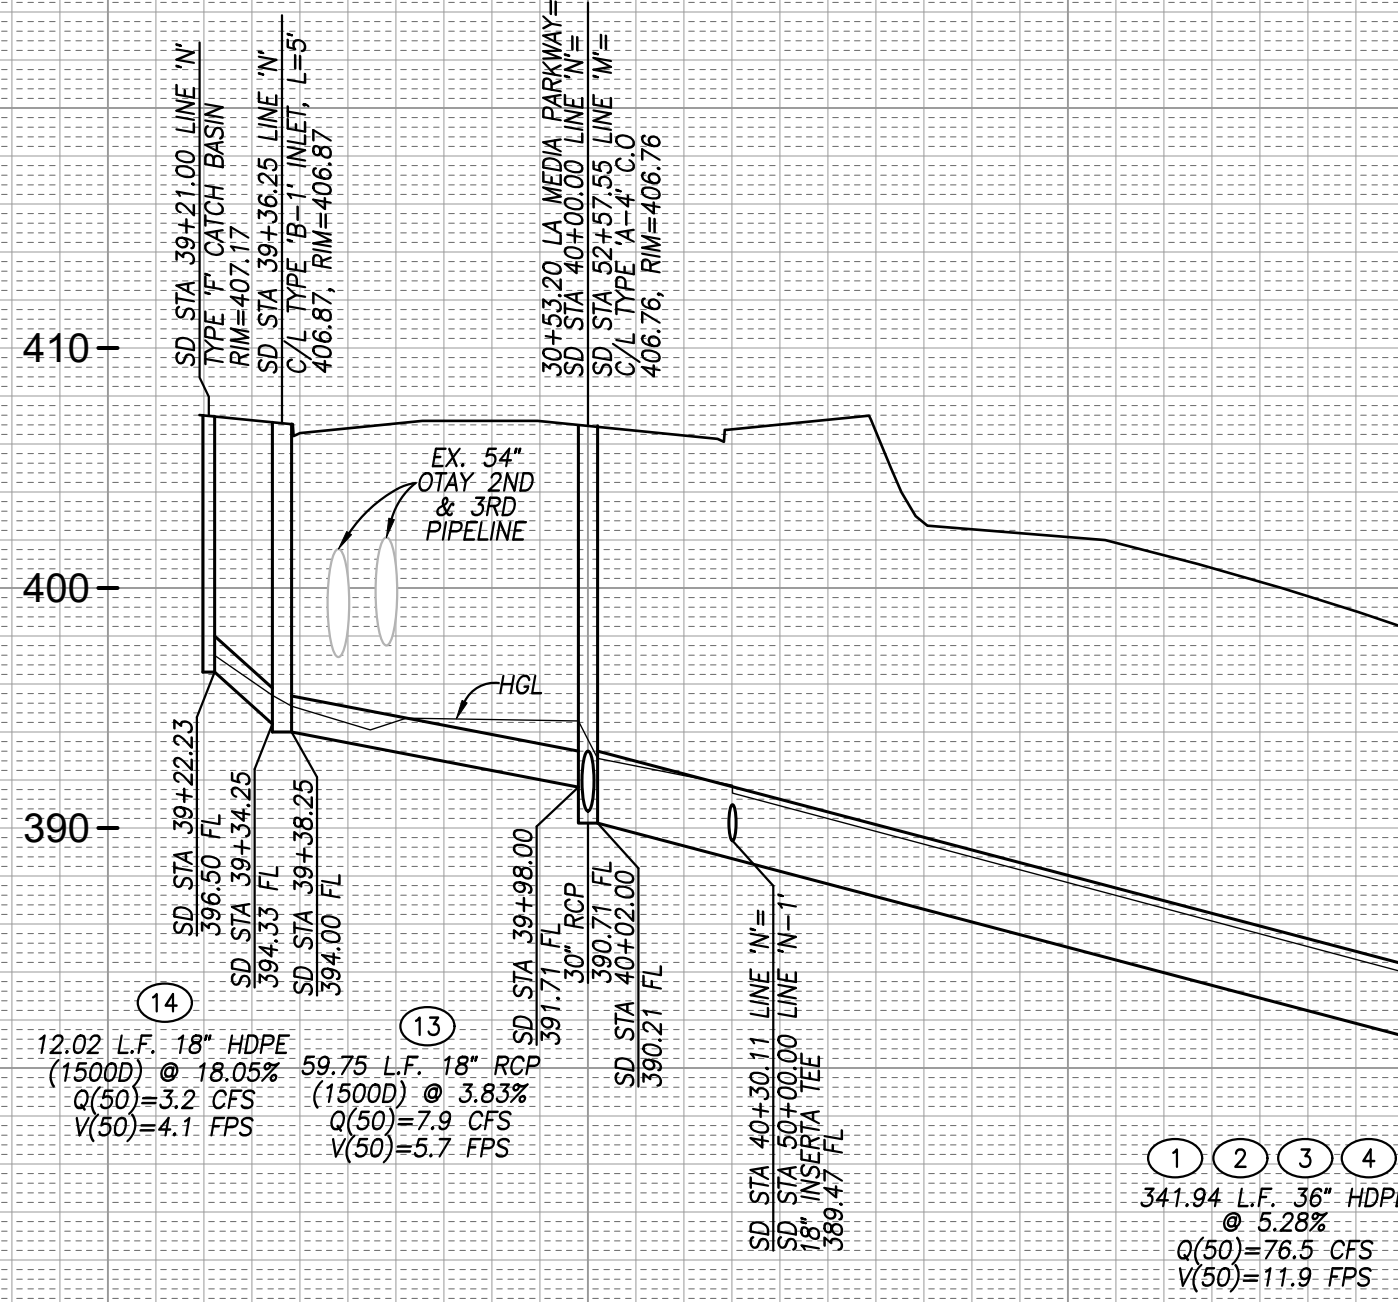 SD STA 39+21.00 LINE 'N'
TYPE 'F' CATCH BASIN
RIM=407.17
SD STA 39+36.25 LINE 'N'
C/L TYPE 'B-1' INLET, L=5'
406.87, RIM=406.87
30+53.20 LA MEDIA PARKWAY=
SD STA 40+00.00 LINE 'N'=
SD STA 52+57.55 LINE 'M'=
C/L TYPE 'A-4' C.O
406.76, RIM=406.76
410
400
390
EX. 54"
OTAY 2ND
& 3RD
PIPELINE
HGL
SD STA 39+22.23
396.50 FL
SD STA 39+34.25
394.33 FL
SD STA 39+38.25
394.00 FL
SD STA 39+98.00
391.71 FL
30" RCP
390.71 FL
SD STA 40+02.00
390.21 FL
SD STA 40+30.11 LINE 'N'=
SD STA 50+00.00 LINE 'N-1'
18" INSERTA TEE
389.47 FL
14
12.02 L.F. 18" HDPE
(1500D) @ 18.05%
Q(50)=3.2 CFS
V(50)=4.1 FPS
13
59.75 L.F. 18" RCP
(1500D) @ 3.83%
Q(50)=7.9 CFS
V(50)=5.7 FPS
1 2 3 4
341.94 L.F. 36" HDPE
@ 5.28%
Q(50)=76.5 CFS
V(50)=11.9 FPS